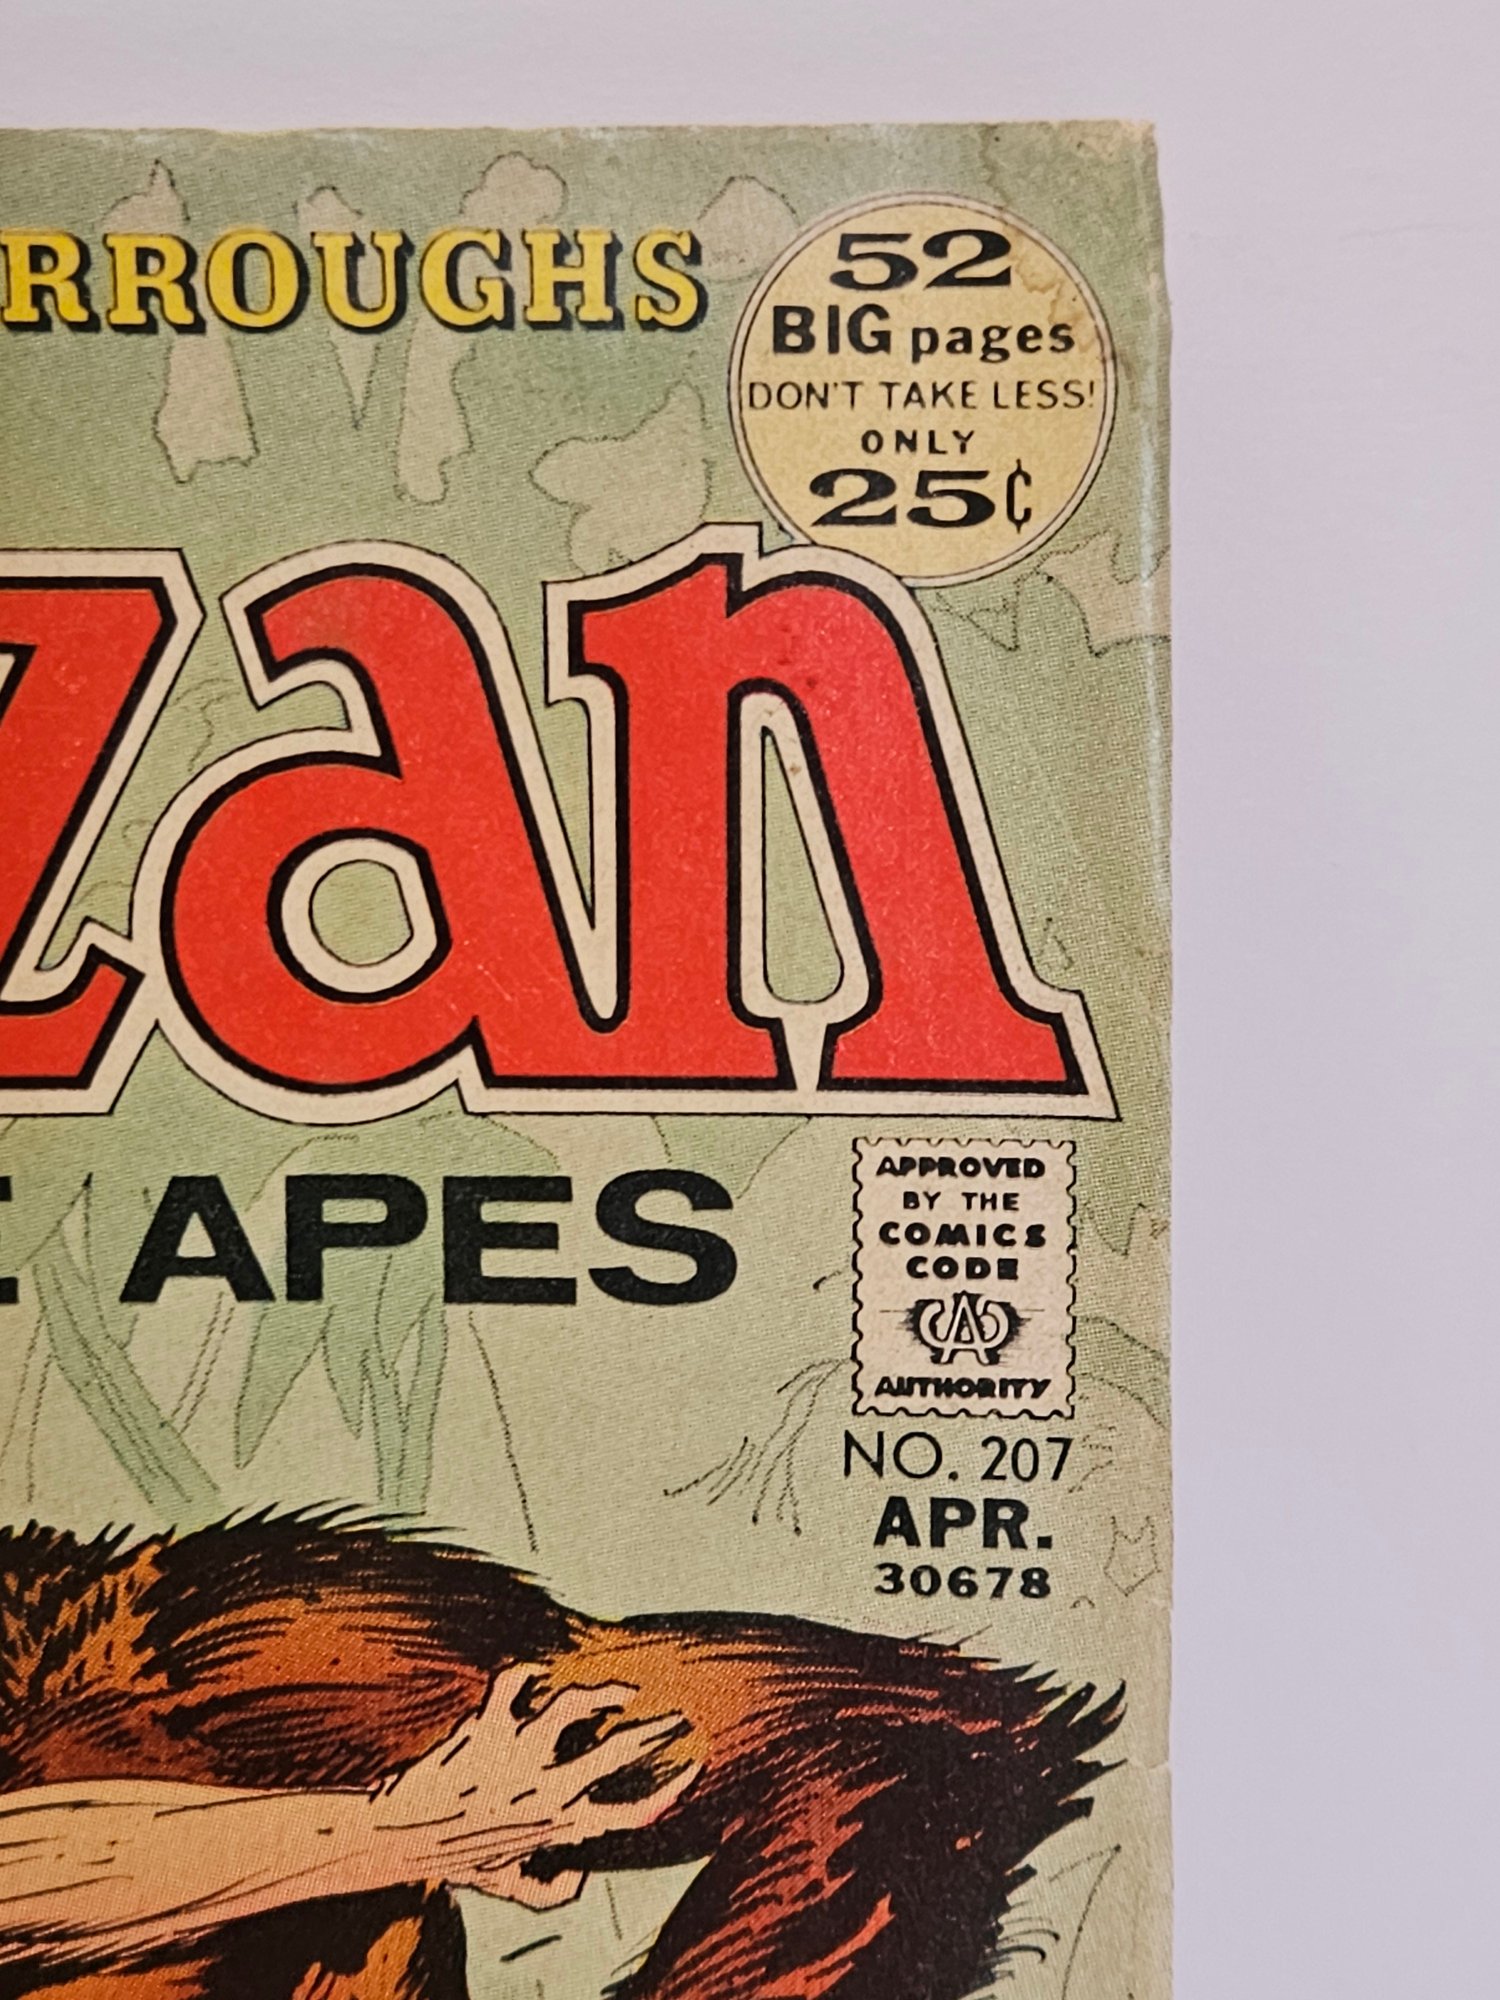 RROUGHS
52
BIG pages
DON'T TAKE LESS!
ONLY
25¢
zan
E APES
APPROVED
BY THE
COMICS
CODE
CA
AUTHORITY
NO. 207
APR.
30678